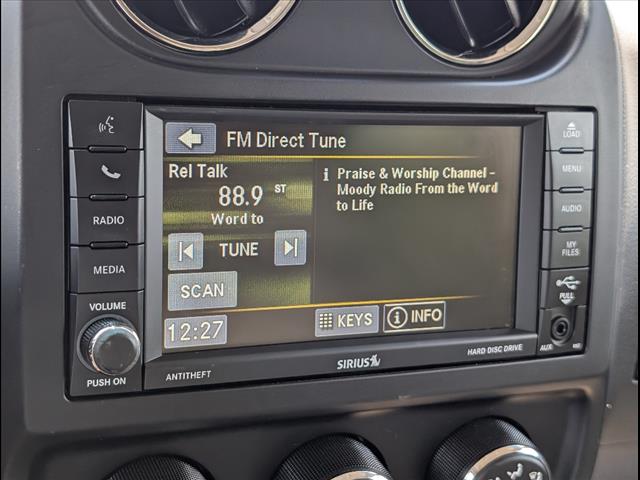 FM Direct Tune
Rel Talk
88.9 ST
Word to
TUNE
SCAN
12:27
i Praise & Worship Channel -
Moody Radio From the Word
to Life
KEYS
i INFO
RADIO
MEDIA
VOLUME
PUSH ON
ANTITHEFT
SIRIUS
HARD DISC DRIVE
LOAD
MENU
AUDIO
MY
FILES
PULL
AUX